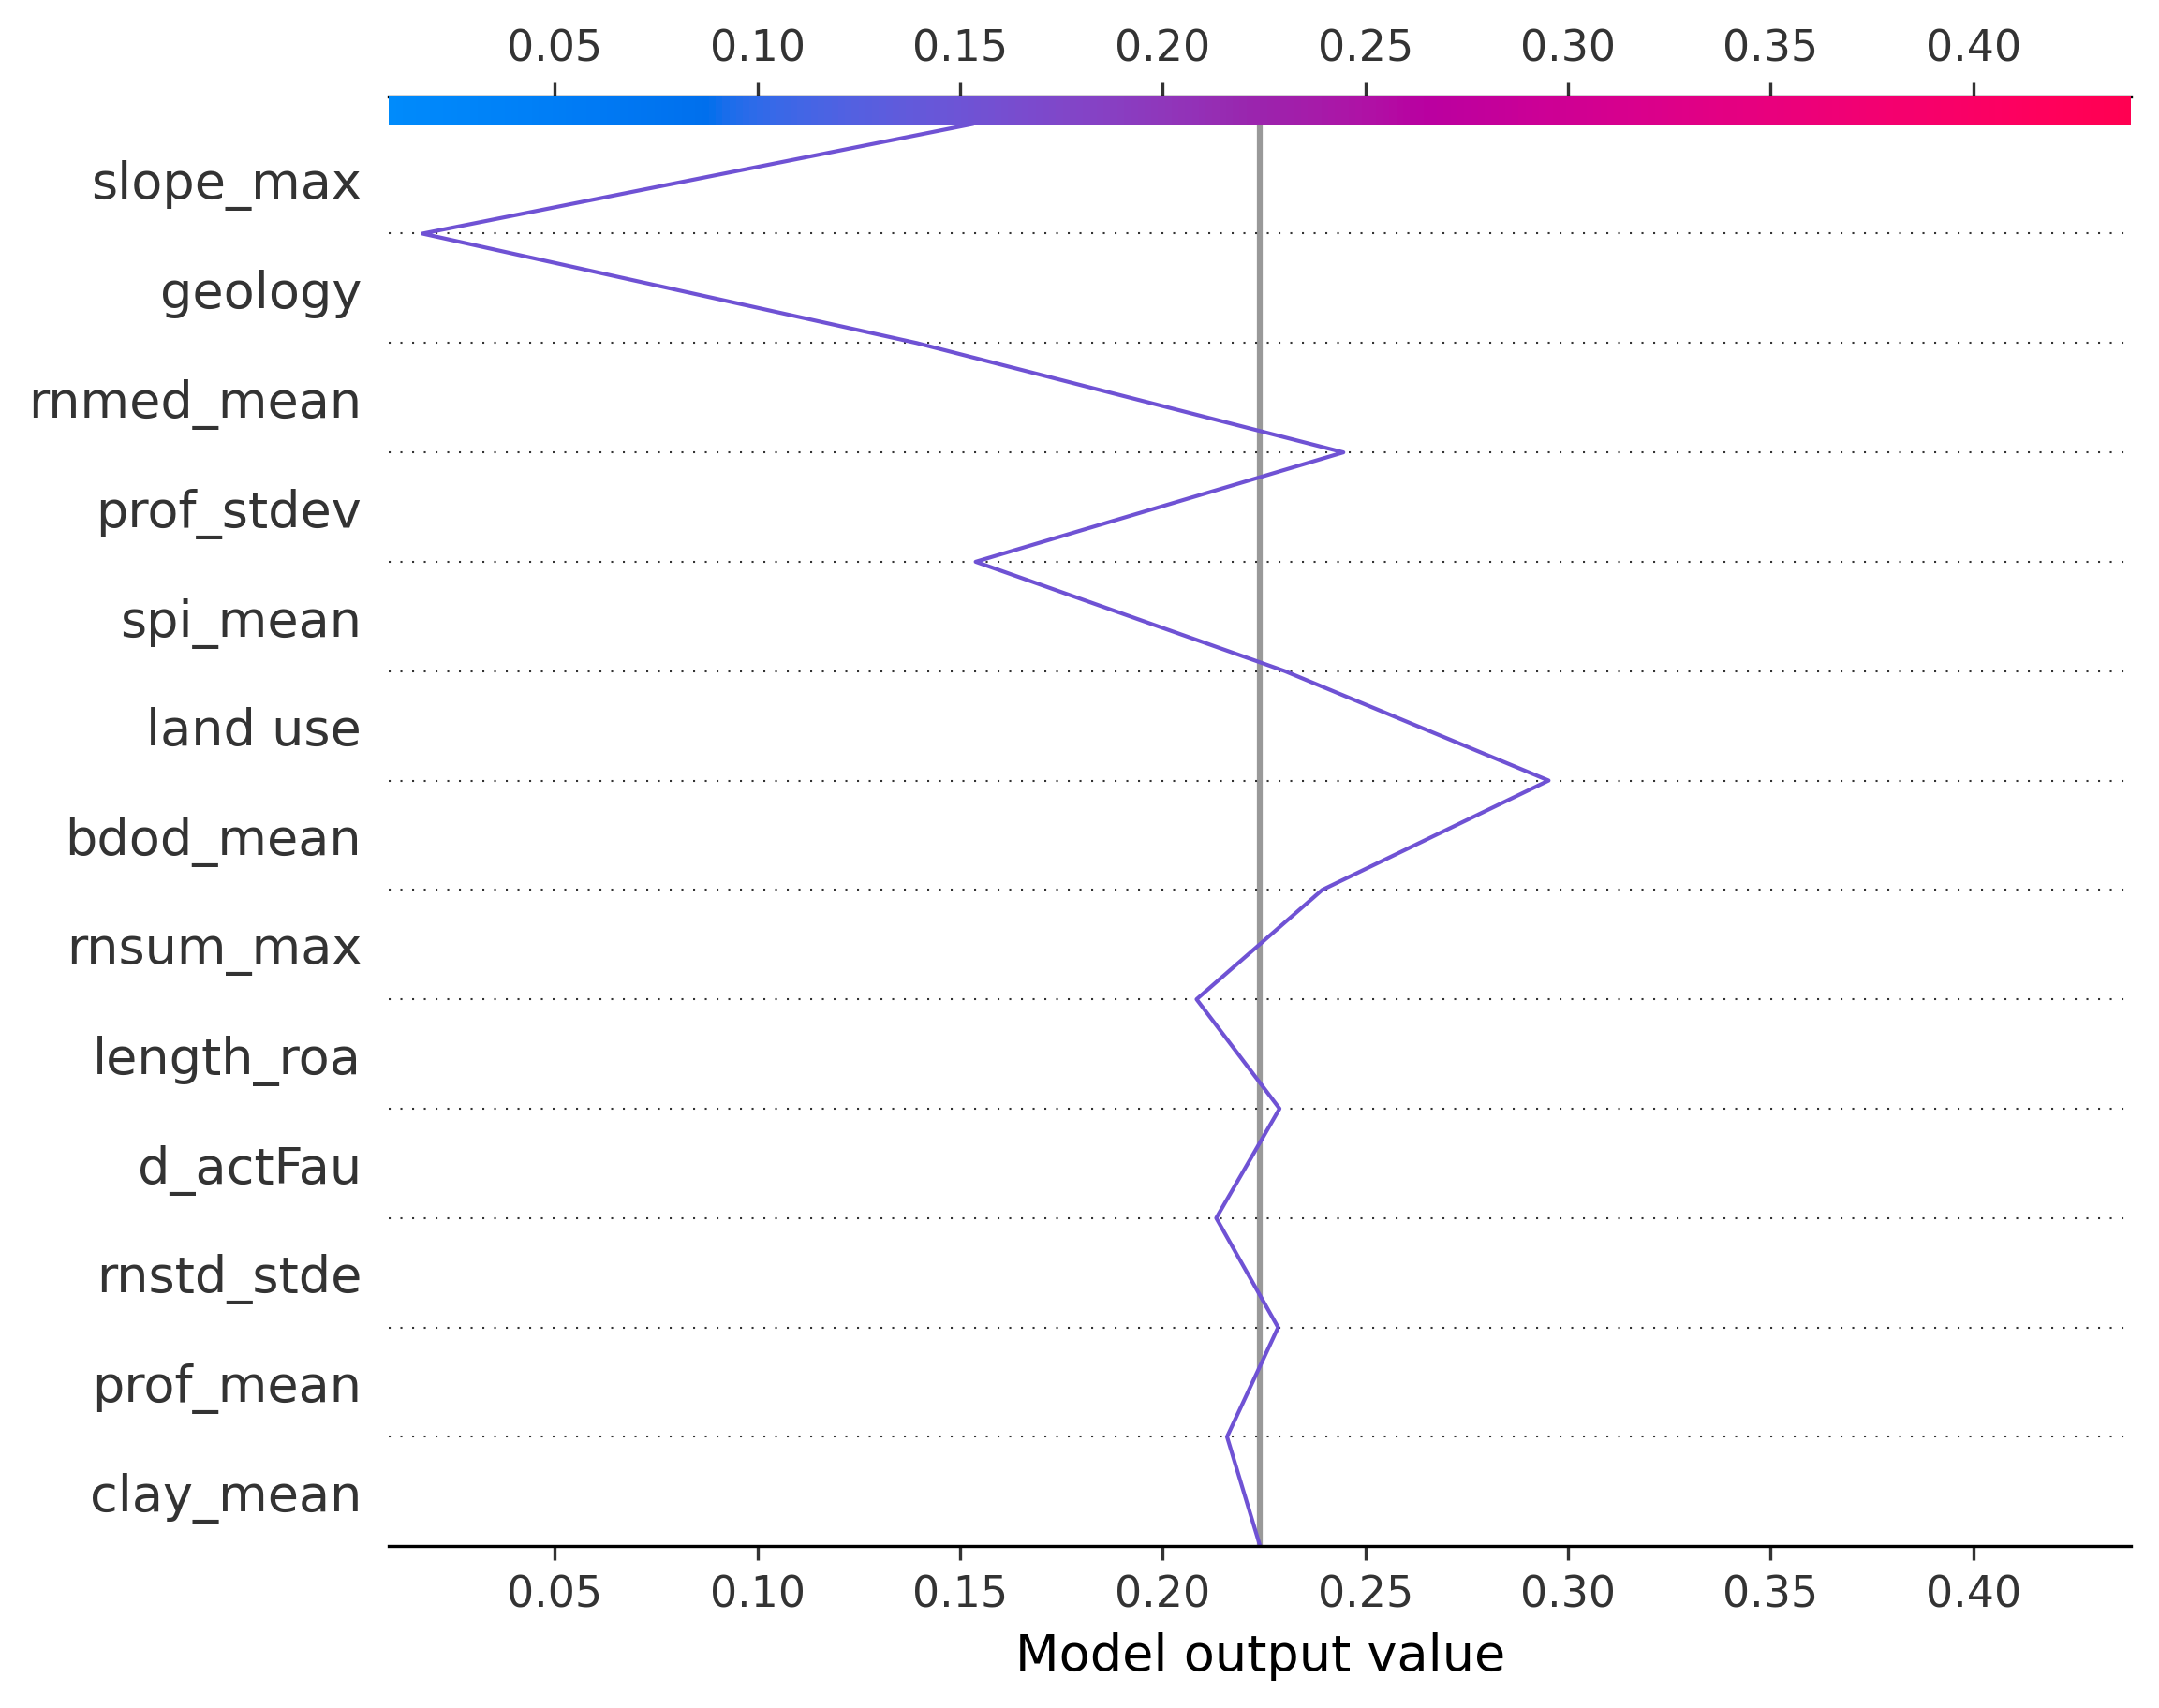 0.05 0.10 0.15 0.20 0.25 0.30 0.35 0.40
slope_max
geology
rnmed_mean
prof_stdev
spi_mean
land use
bdod_mean
rnsum_max
length_roa
d_actFau
rnstd_stde
prof_mean
clay_mean
0.05 0.10 0.15 0.20 0.25 0.30 0.35 0.40
Model output value